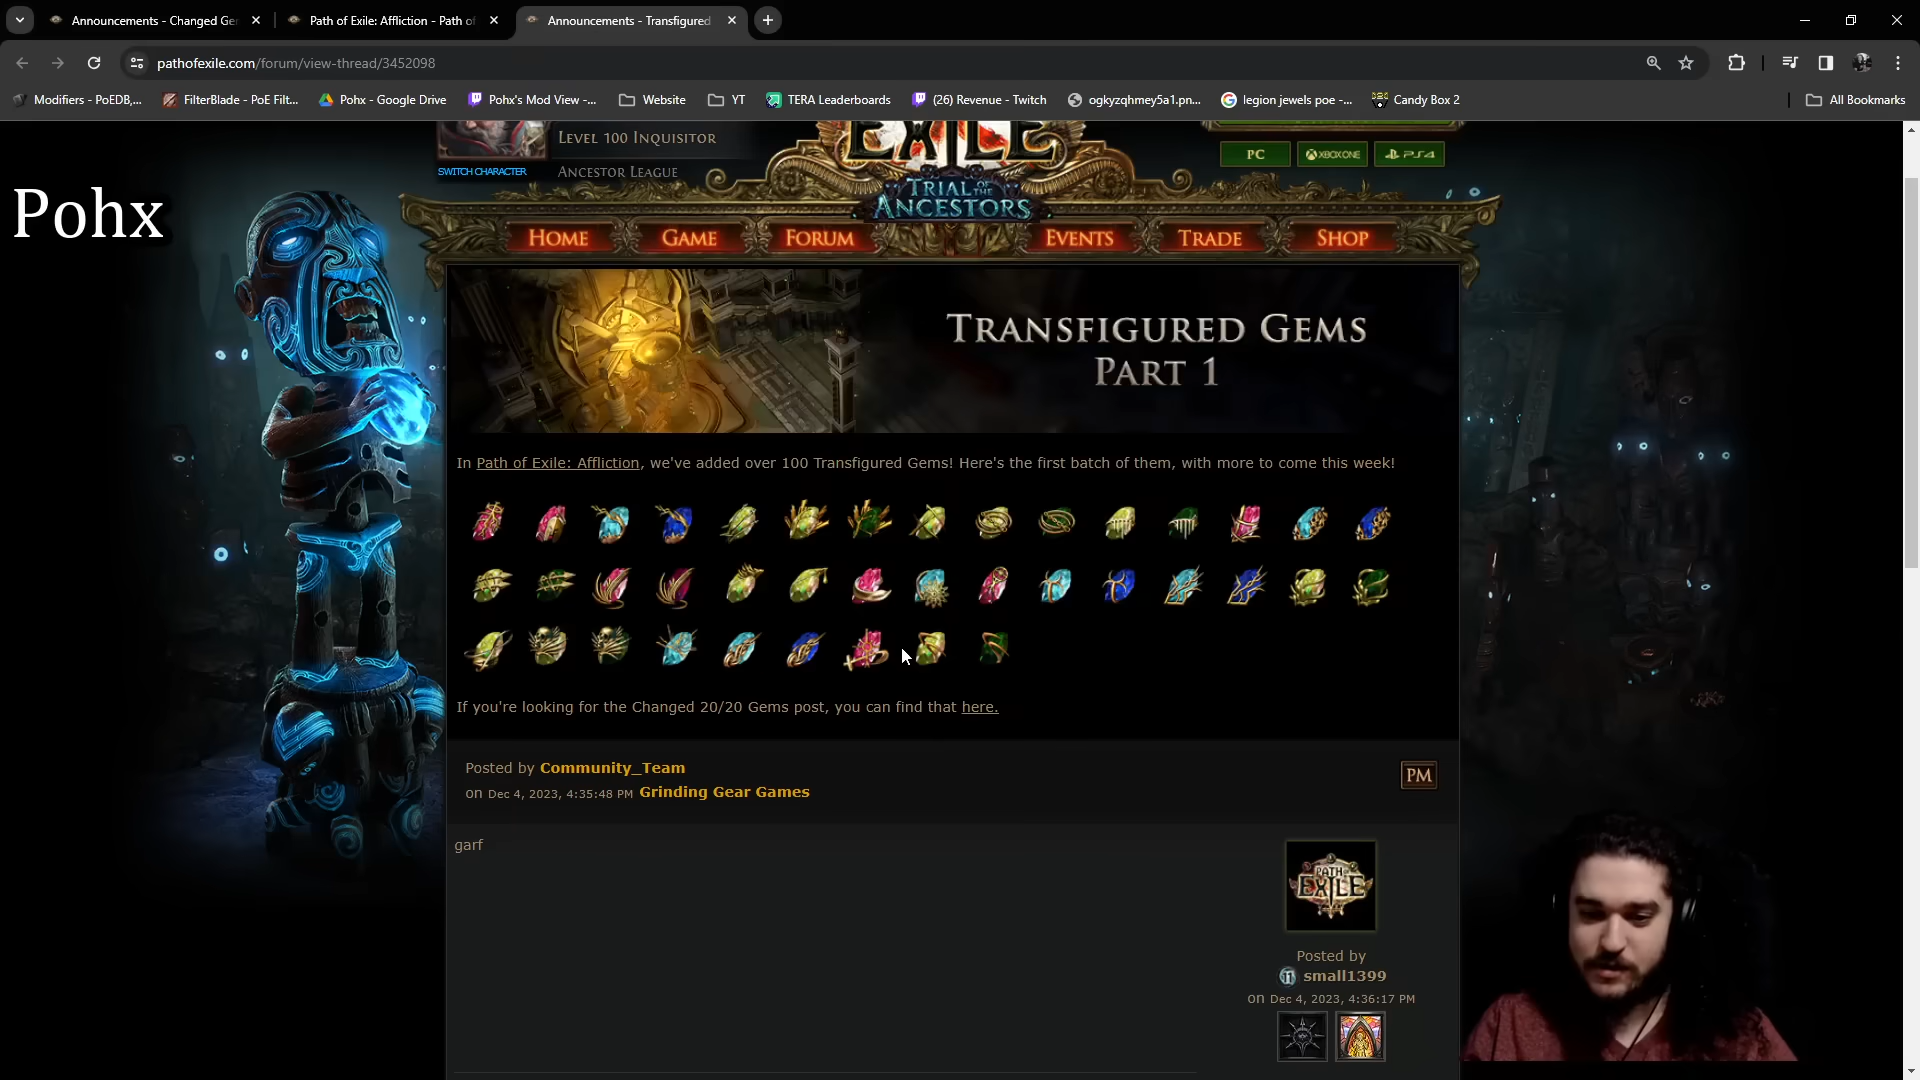 Announcements - Changed Ge
Path of Exile: Affliction - Path of
Announcements - Transfigured
pathofexile.com/forum/view-thread/3452098
Modifiers - PoEDB,...
FilterBlade - PoE Filt...
Pohx - Google Drive
Pohx's Mod View -...
Website
YT
TERA Leaderboards
(26) Revenue - Twitch
ogkyzqhmey5a1.pn...
legion jewels poe -...
Candy Box 2
All Bookmarks
Level 100 Inquisitor
SWITCH CHARACTER
Ancestor League
EXILE
TRIAL OF THE
ANCESTORS
PC
XBOX ONE
PS4
Pohx
Home
Game
Forum
Events
Trade
Shop
Transfigured Gems
Part 1
In Path of Exile: Affliction, we've added over 100 Transfigured Gems! Here's the first batch of them, with more to come this week!
If you're looking for the Changed 20/20 Gems post, you can find that here.
Posted by Community_Team
on Dec 4, 2023, 4:35:48 PM Grinding Gear Games
PM
garf
PATH OF
EXILE
Posted by
small1399
on Dec 4, 2023, 4:36:17 PM